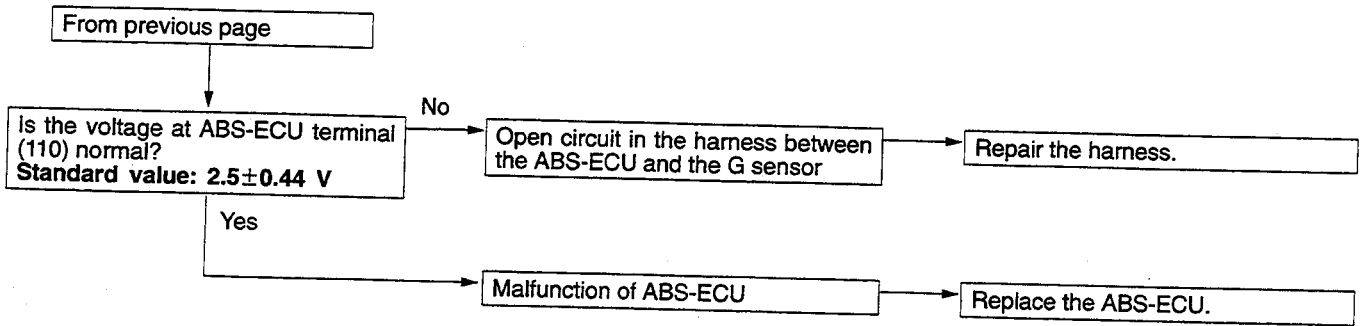 From previous page
Is the voltage at ABS-ECU terminal
(110) normal?
Standard value: 2.5±0.44 V
No
Open circuit in the harness between
the ABS-ECU and the G sensor
Repair the harness.
Yes
Malfunction of ABS-ECU
Replace the ABS-ECU.